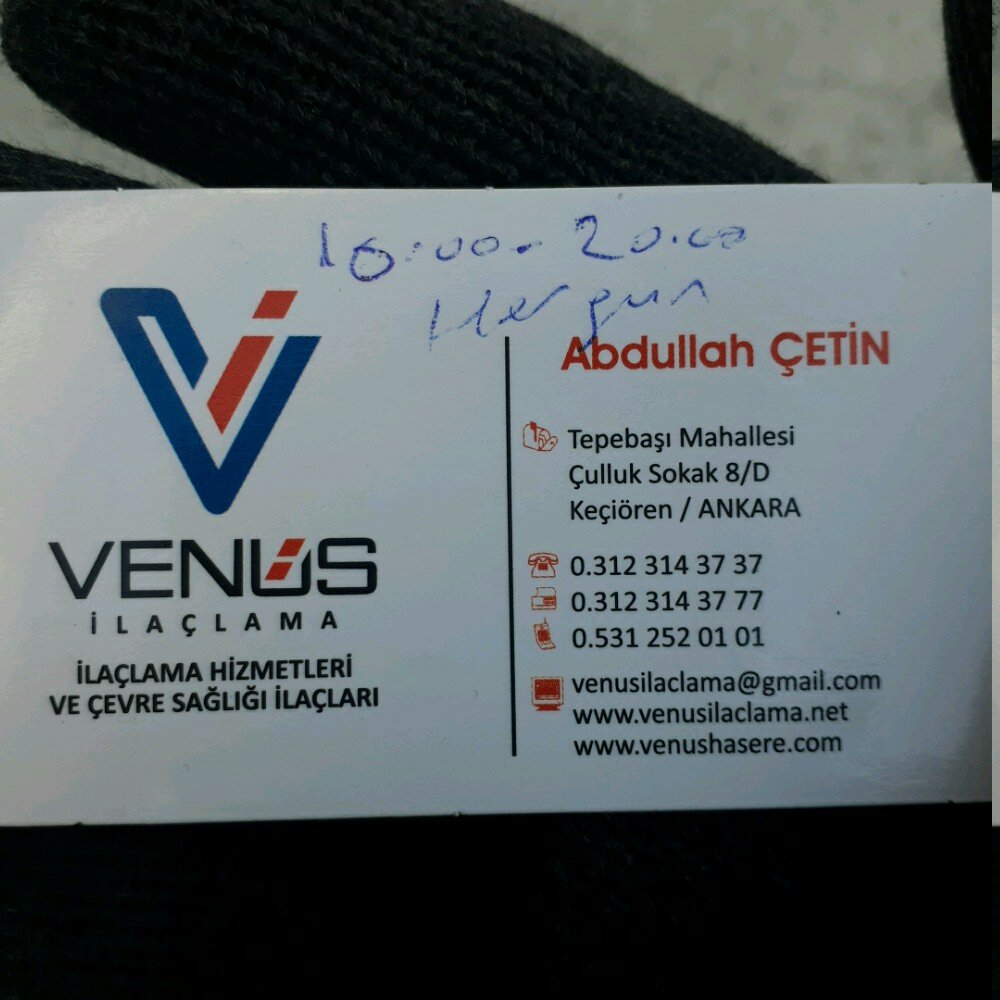 10:00-20.00
Hergun
VENÜS
İLAÇLAMA
İLAÇLAMA HİZMETLERİ
VE ÇEVRE SAĞLIĞI İLAÇLARI
Abdullah ÇETİN
Tepebaşı Mahallesi
Çulluk Sokak 8/D
Keçiören / ANKARA
0.312 314 37 37
0.312 314 37 77
0.531 252 01 01
venusilaclama@gmail.com
www.venusilaclama.net
www.venushasere.com